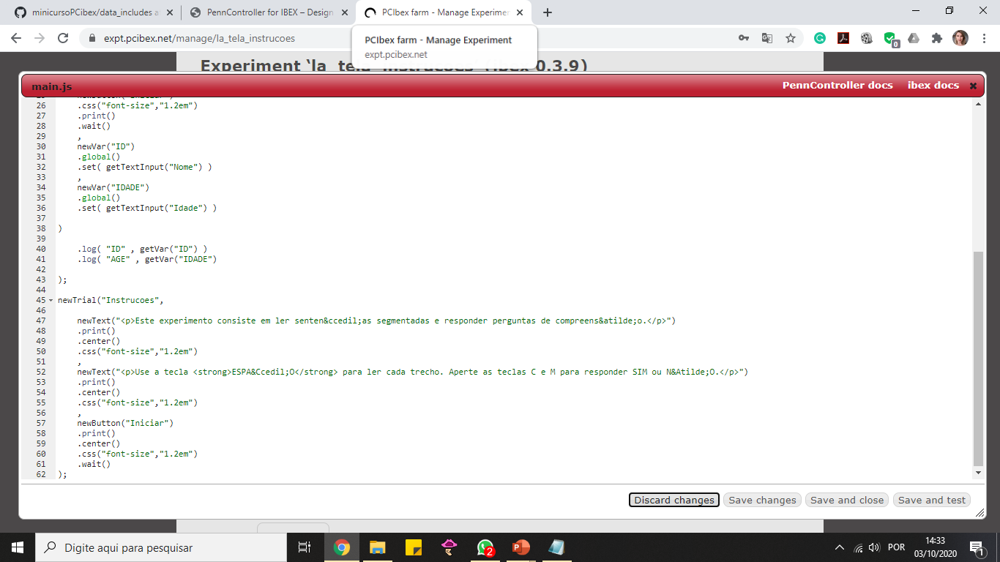 minicursoPCibex/data_includes a
PennController for IBEX – Design
PCIbex farm - Manage Experimen
expt.pcibex.net/manage/la_tela_instrucoes
PCIbex farm - Manage Experiment
expt.pcibex.net
0
main.js
PennController docs
ibex docs
26 .css("font-size","1.2em")
27 .print()
28 .wait()
29 ,
30 newVar("ID")
31 .global()
32 .set( getTextInput("Nome") )
33 ,
34 newVar("IDADE")
35 .global()
36 .set( getTextInput("Idade") )
37
38 )
39
40 .log( "ID" , getVar("ID") )
41 .log( "AGE" , getVar("IDADE")
42
43 );
44
45 newTrial("Instrucoes",
46
47 newText("<p>Este experimento consiste em ler senten&ccedil;as segmentadas e responder perguntas de compreens&atilde;o.</p>")
48 .print()
49 .center()
50 .css("font-size","1.2em")
51 ,
52 newText("<p>Use a tecla <strong>ESPA&Ccedil;O</strong> para ler cada trecho. Aperte as teclas C e M para responder SIM ou N&Atilde;O.</p>")
53 .print()
54 .center()
55 .css("font-size","1.2em")
56 ,
57 newButton("Iniciar")
58 .print()
59 .center()
60 .css("font-size","1.2em")
61 .wait()
62 );
Discard changes
Save changes
Save and close
Save and test
Digite aqui para pesquisar
2
POR
14:33
03/10/2020
1